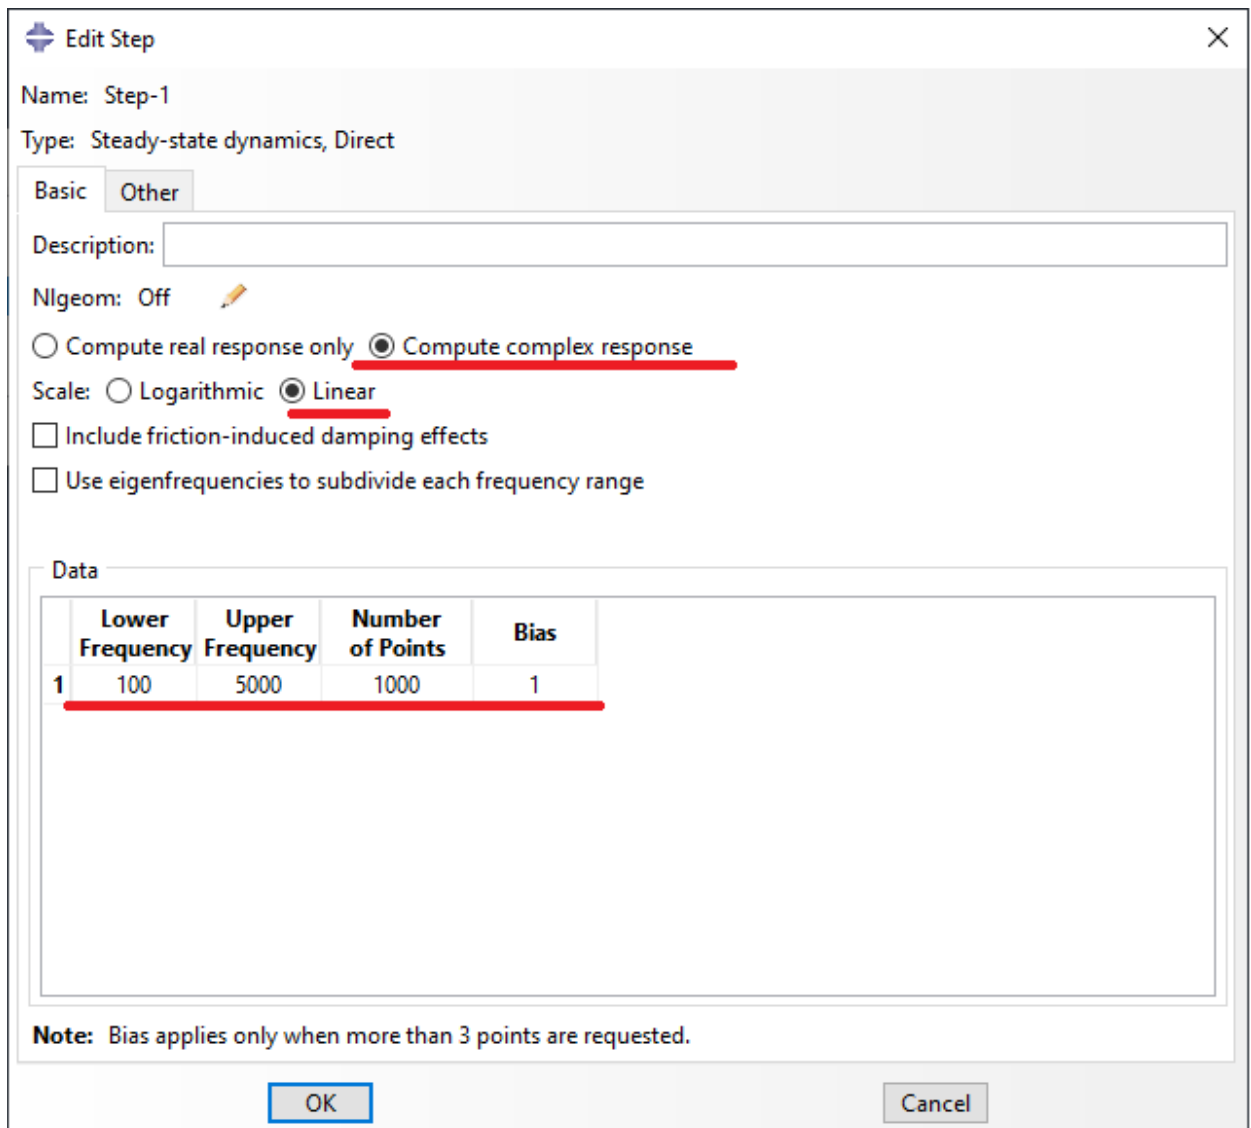 Edit Step
Name: Step-1
Type: Steady-state dynamics, Direct
Basic Other
Description:
Nlgeom: Off
Compute real response only Compute complex response
Scale: Logarithmic Linear
Include friction-induced damping effects
Use eigenfrequencies to subdivide each frequency range
Data
Lower Upper Number
Bias
Frequency Frequency of Points
1 100 5000 1000 1
Note: Bias applies only when more than 3 points are requested.
OK Cancel